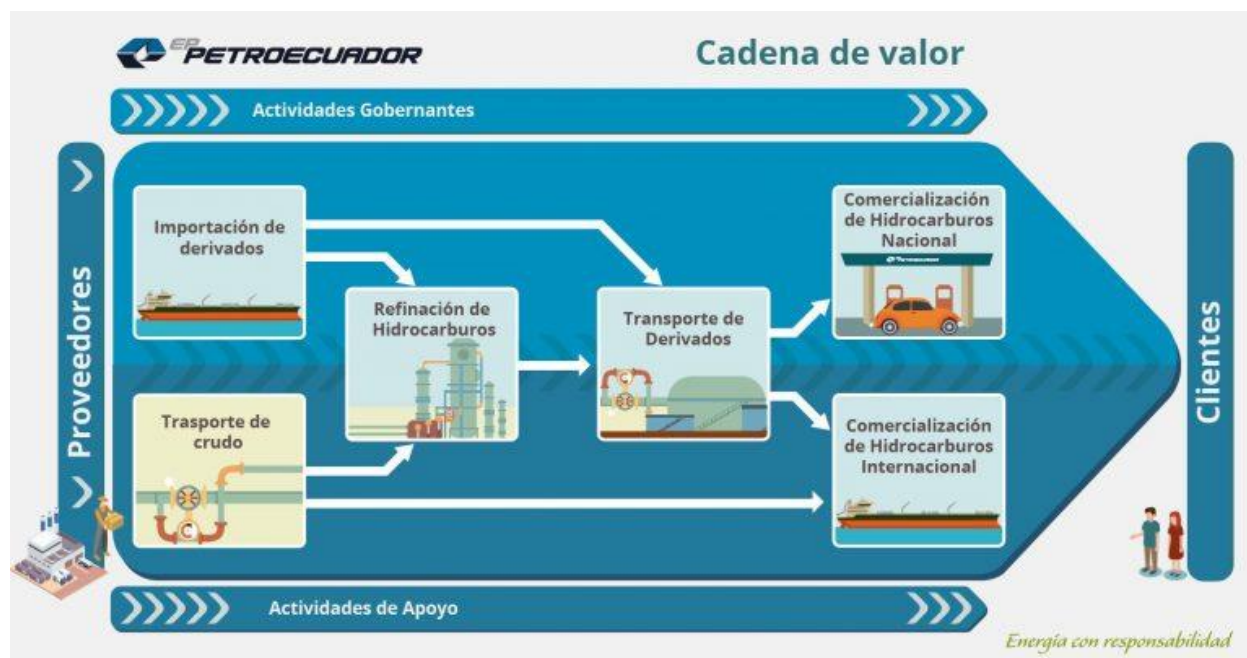 EP PETROECUADOR
Cadena de valor
Actividades Gobernantes
Proveedores
Importación de
derivados
Trasporte de
crudo
Refinación de
Hidrocarburos
Transporte de
Derivados
Comercialización
de Hidrocarburos
Nacional
PETROECUADOR
Comercialización
de Hidrocarburos
Internacional
Clientes
Actividades de Apoyo
Energía con responsabilidad